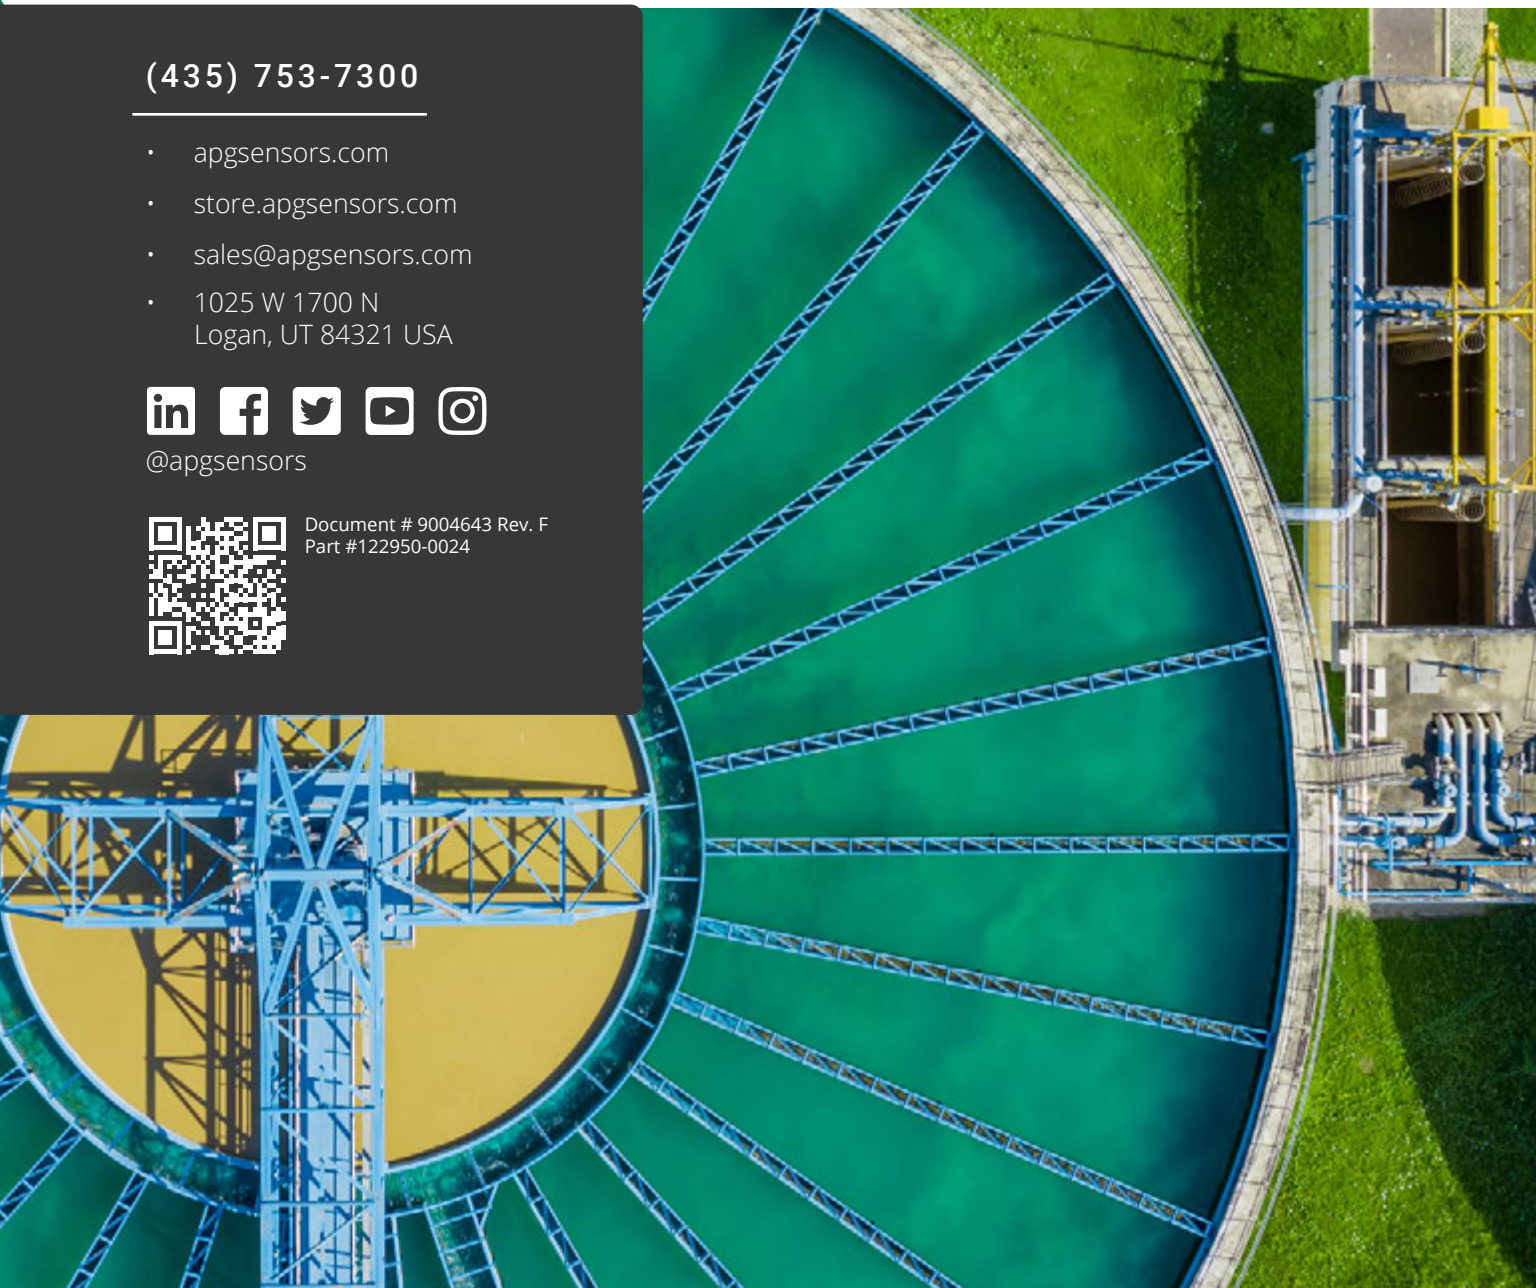 (435) 753-7300
• apgsensors.com
• store.apgsensors.com
• sales@apgsensors.com
• 1025 W 1700 N
Logan, UT 84321 USA
@apgsensors
Document # 9004643 Rev. F
Part #122950-0024